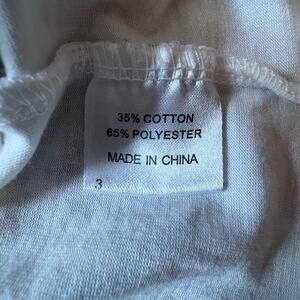 35% COTTON
65% POLYESTER
MADE IN CHINA
3